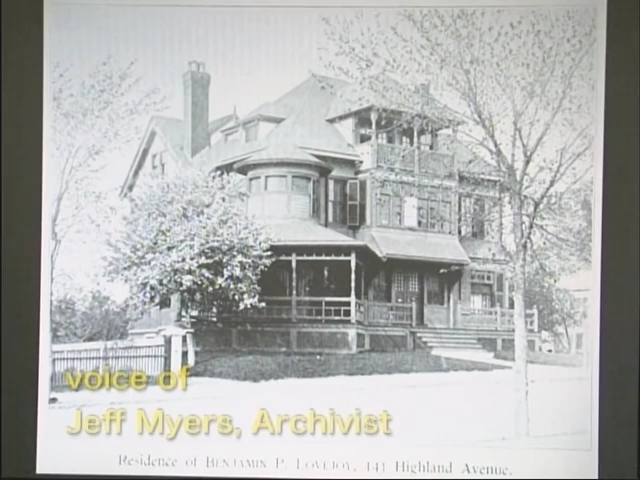 voice of
Jeff Myers, Archivist
Residence of BENJAMIN P. LOVEJOY, 141 Highland Avenue.